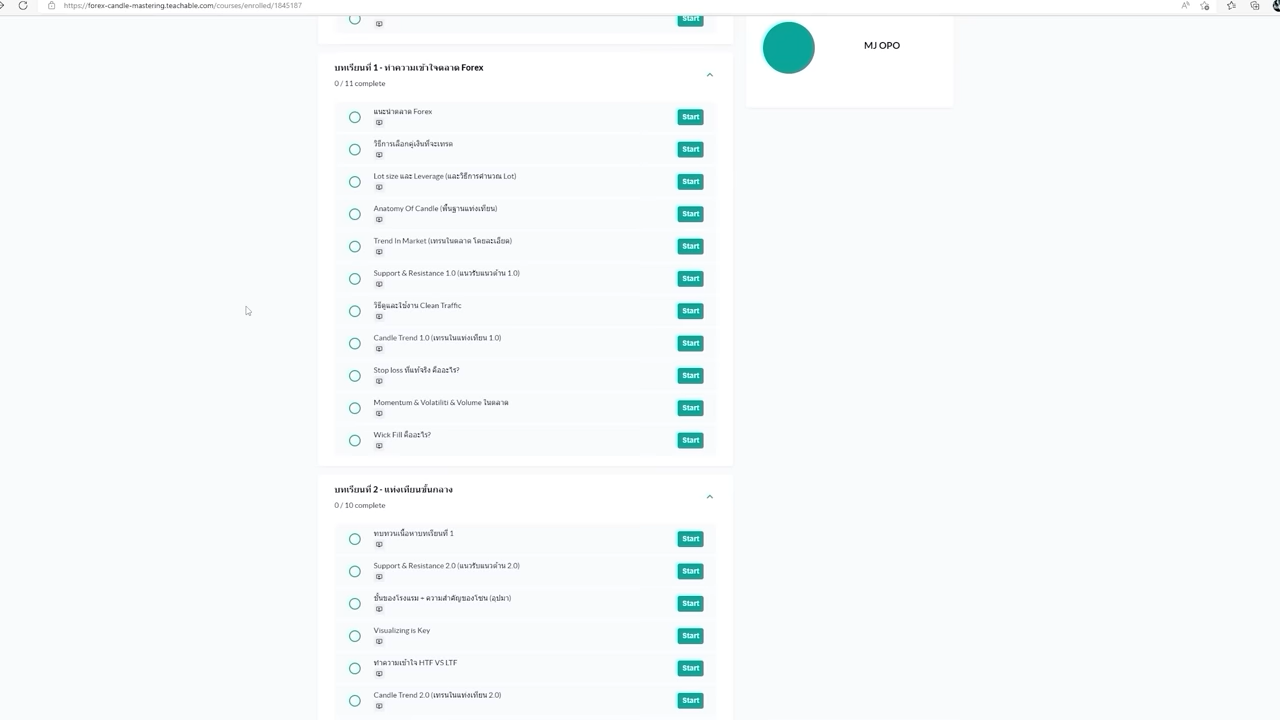 https://forex-candle-mastering.teachable.com/courses/enrolled/1845187
Start
MJ OPO
บทเรียนที่ 1 - ทำความเข้าใจตลาด Forex
0 / 11 complete
แนะนำตลาด Forex
Start
วิธีการเลือกคู่เงินที่จะเทรด
Start
Lot size และ Leverage (และวิธีการคำนวณ Lot)
Start
Anatomy Of Candle (พื้นฐานแท่งเทียน)
Start
Trend In Market (เทรนในตลาด โดยละเอียด)
Start
Support & Resistance 1.0 (แนวรับแนวต้าน 1.0)
Start
วิธีดูและใช้งาน Clean Traffic
Start
Candle Trend 1.0 (เทรนในแท่งเทียน 1.0)
Start
Stop loss ที่แท้จริง คืออะไร?
Start
Momentum & Volatiliti & Volume ในตลาด
Start
Wick Fill คืออะไร?
Start
บทเรียนที่ 2 - แท่งเทียนชั้นกลาง
0 / 10 complete
ทบทวนเนื้อหาบทเรียนที่ 1
Start
Support & Resistance 2.0 (แนวรับแนวต้าน 2.0)
Start
ชั้นของโรงแรม + ความสำคัญของโซน (อุปมา)
Start
Visualizing is Key
Start
ทำความเข้าใจ HTF VS LTF
Start
Candle Trend 2.0 (เทรนในแท่งเทียน 2.0)
Start